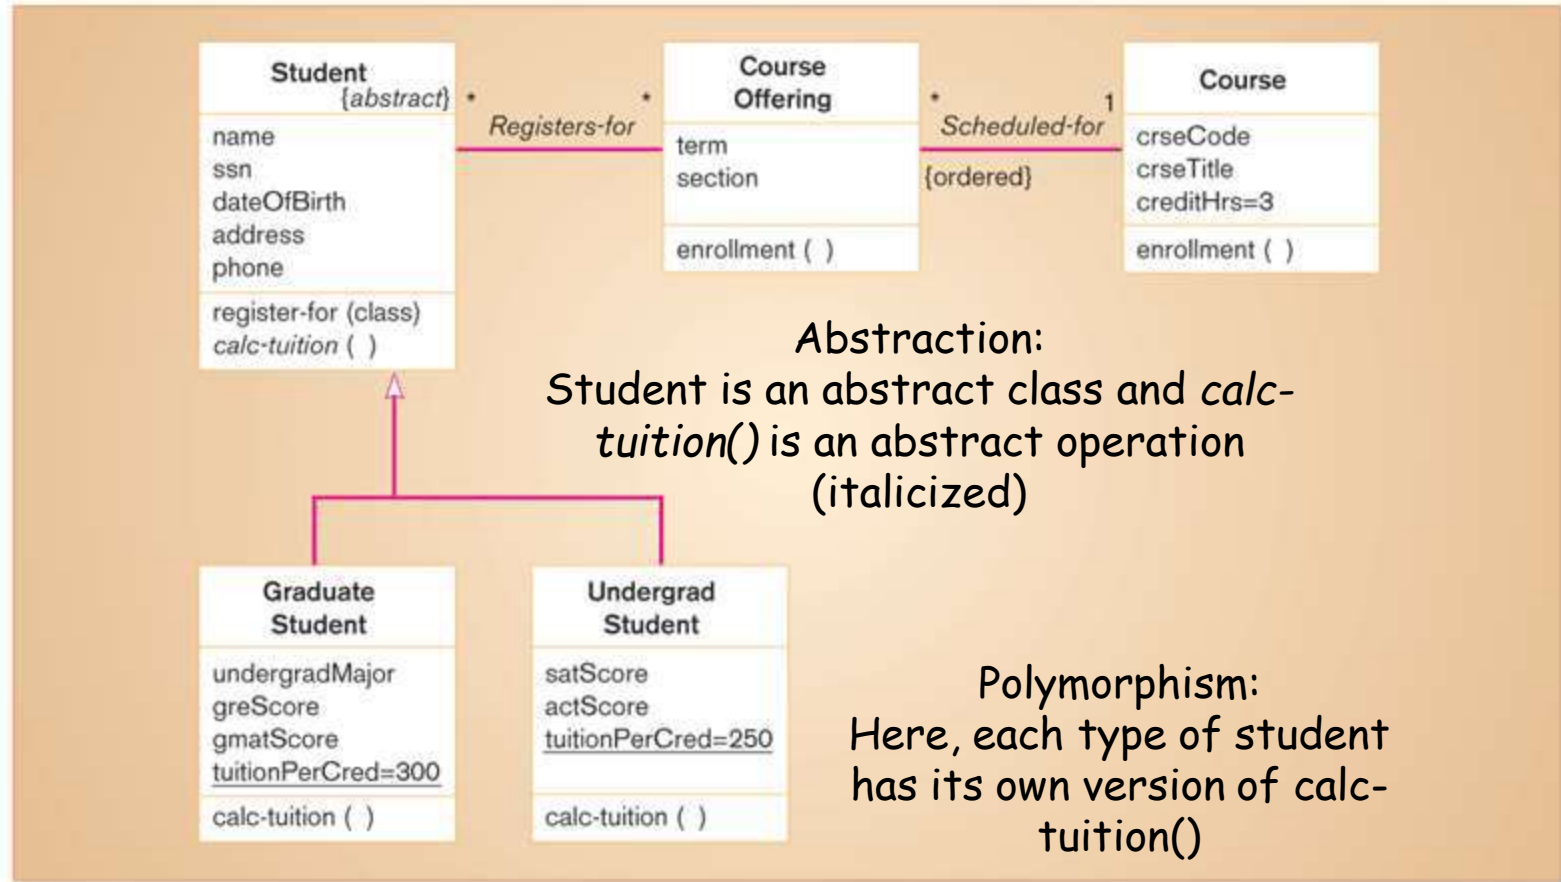 Student
{abstract}
name
ssn
dateOfBirth
address
phone
register-for (class)
calc-tuition ( )
*
*
Registers-for
Course
Offering
term
section
enrollment ( )
*
1
Scheduled-for
{ordered}
Course
crseCode
crseTitle
creditHrs=3
enrollment ( )
Abstraction:
Student is an abstract class and calc-
tuition() is an abstract operation
(italicized)
Graduate
Student
undergradMajor
greScore
gmatScore
tuitionPerCred=300
calc-tuition ( )
Undergrad
Student
satScore
actScore
tuitionPerCred=250
calc-tuition ( )
Polymorphism:
Here, each type of student
has its own version of calc-
tuition()